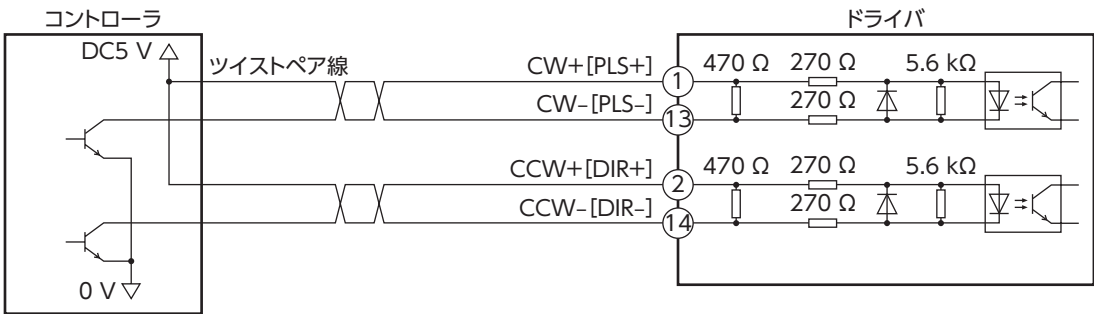 コントローラ
ドライバ
DC5 V
ツイストペア線
CW+[PLS+]
1
470 Ω
270 Ω
5.6 kΩ
CW-[PLS-]
13
270 Ω
CCW+[DIR+]
2
470 Ω
270 Ω
5.6 kΩ
CCW-[DIR-]
14
270 Ω
0 V